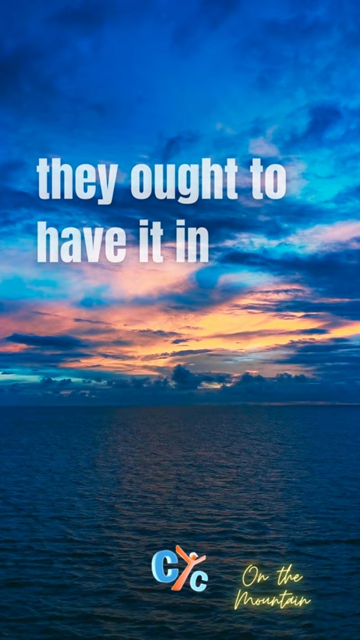 they ought to
have it in
CYC
On the
Mountain